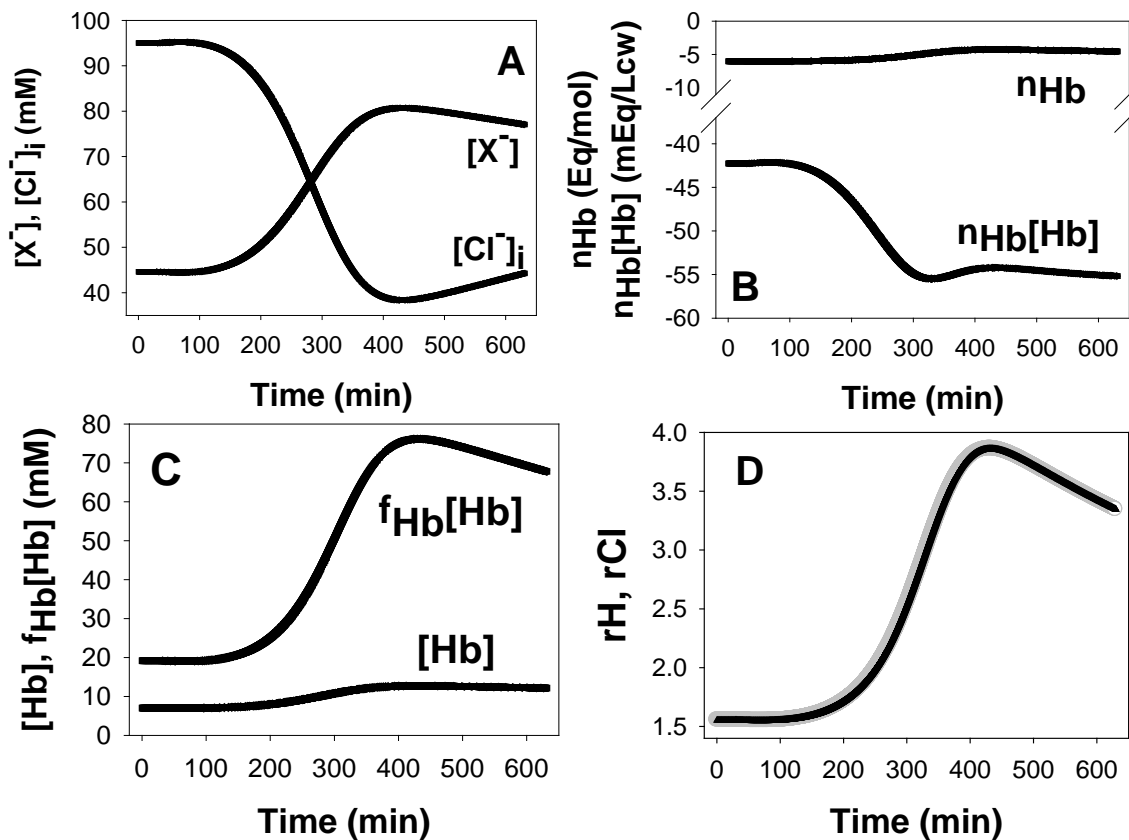 A
[X⁻], [Cl⁻]i (mM)
100
90
80
70
60
50
40
[X⁻]
[Cl⁻]i
0 100 200 300 400 500 600
Time (min)
nHb (Eq/mol)
nHb[Hb] (mEq/Lcw)
0
-5
-10
-40
-45
-50
-55
-60
nHb
nHb[Hb]
B
0 100 200 300 400 500 600
Time (min)
[Hb], fHb[Hb] (mM)
80
70
60
50
40
30
20
10
0
C
fHb[Hb]
[Hb]
0 100 200 300 400 500 600
Time (min)
rH, rCl
4.0
3.5
3.0
2.5
2.0
1.5
D
0 100 200 300 400 500 600
Time (min)